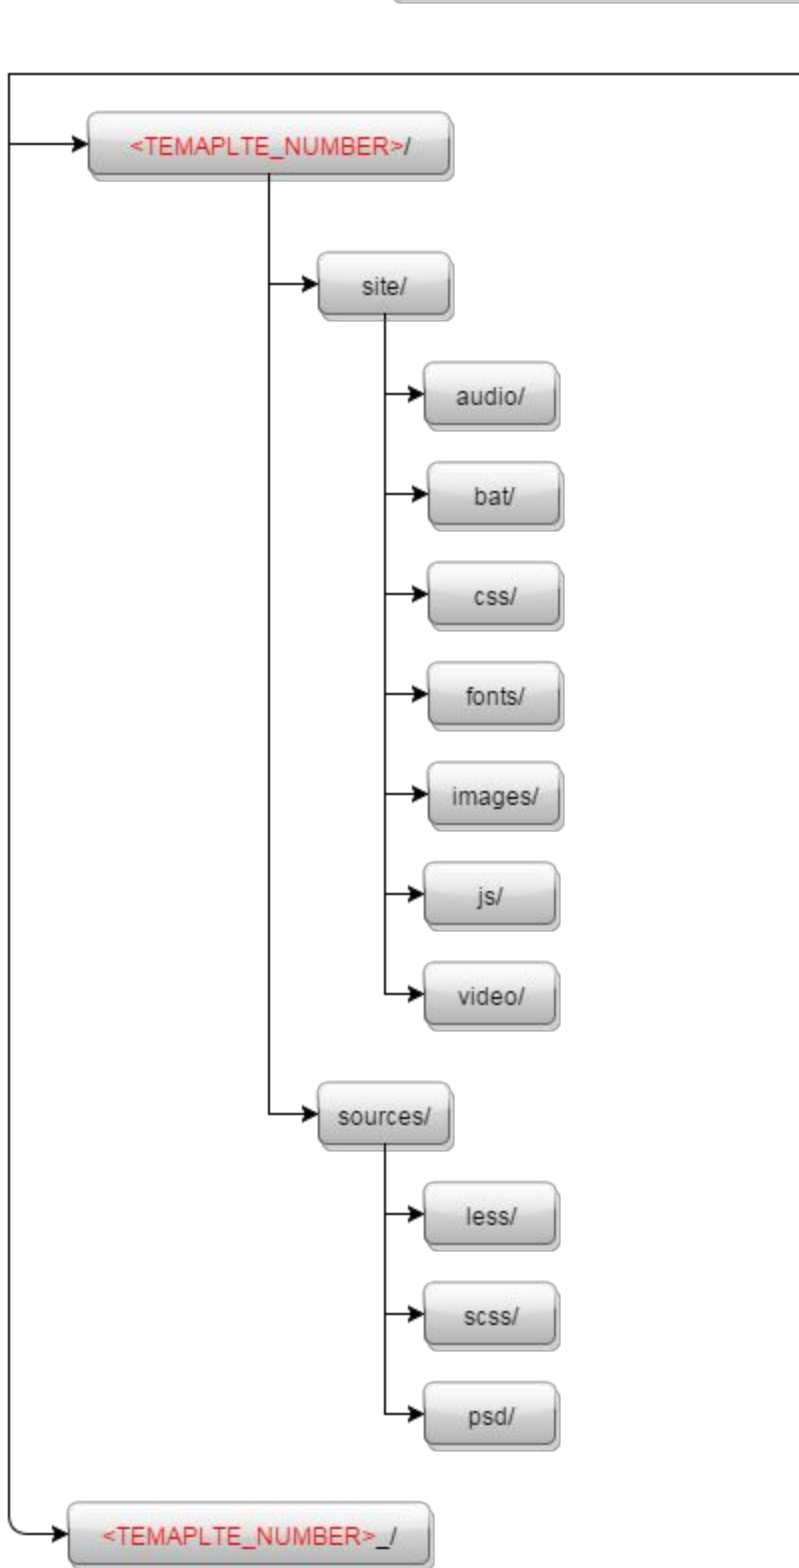 <TEMAPLTE_NUMBER>/
site/
audio/
bat/
css/
fonts/
images/
js/
video/
sources/
less/
scss/
psd/
<TEMAPLTE_NUMBER>_/